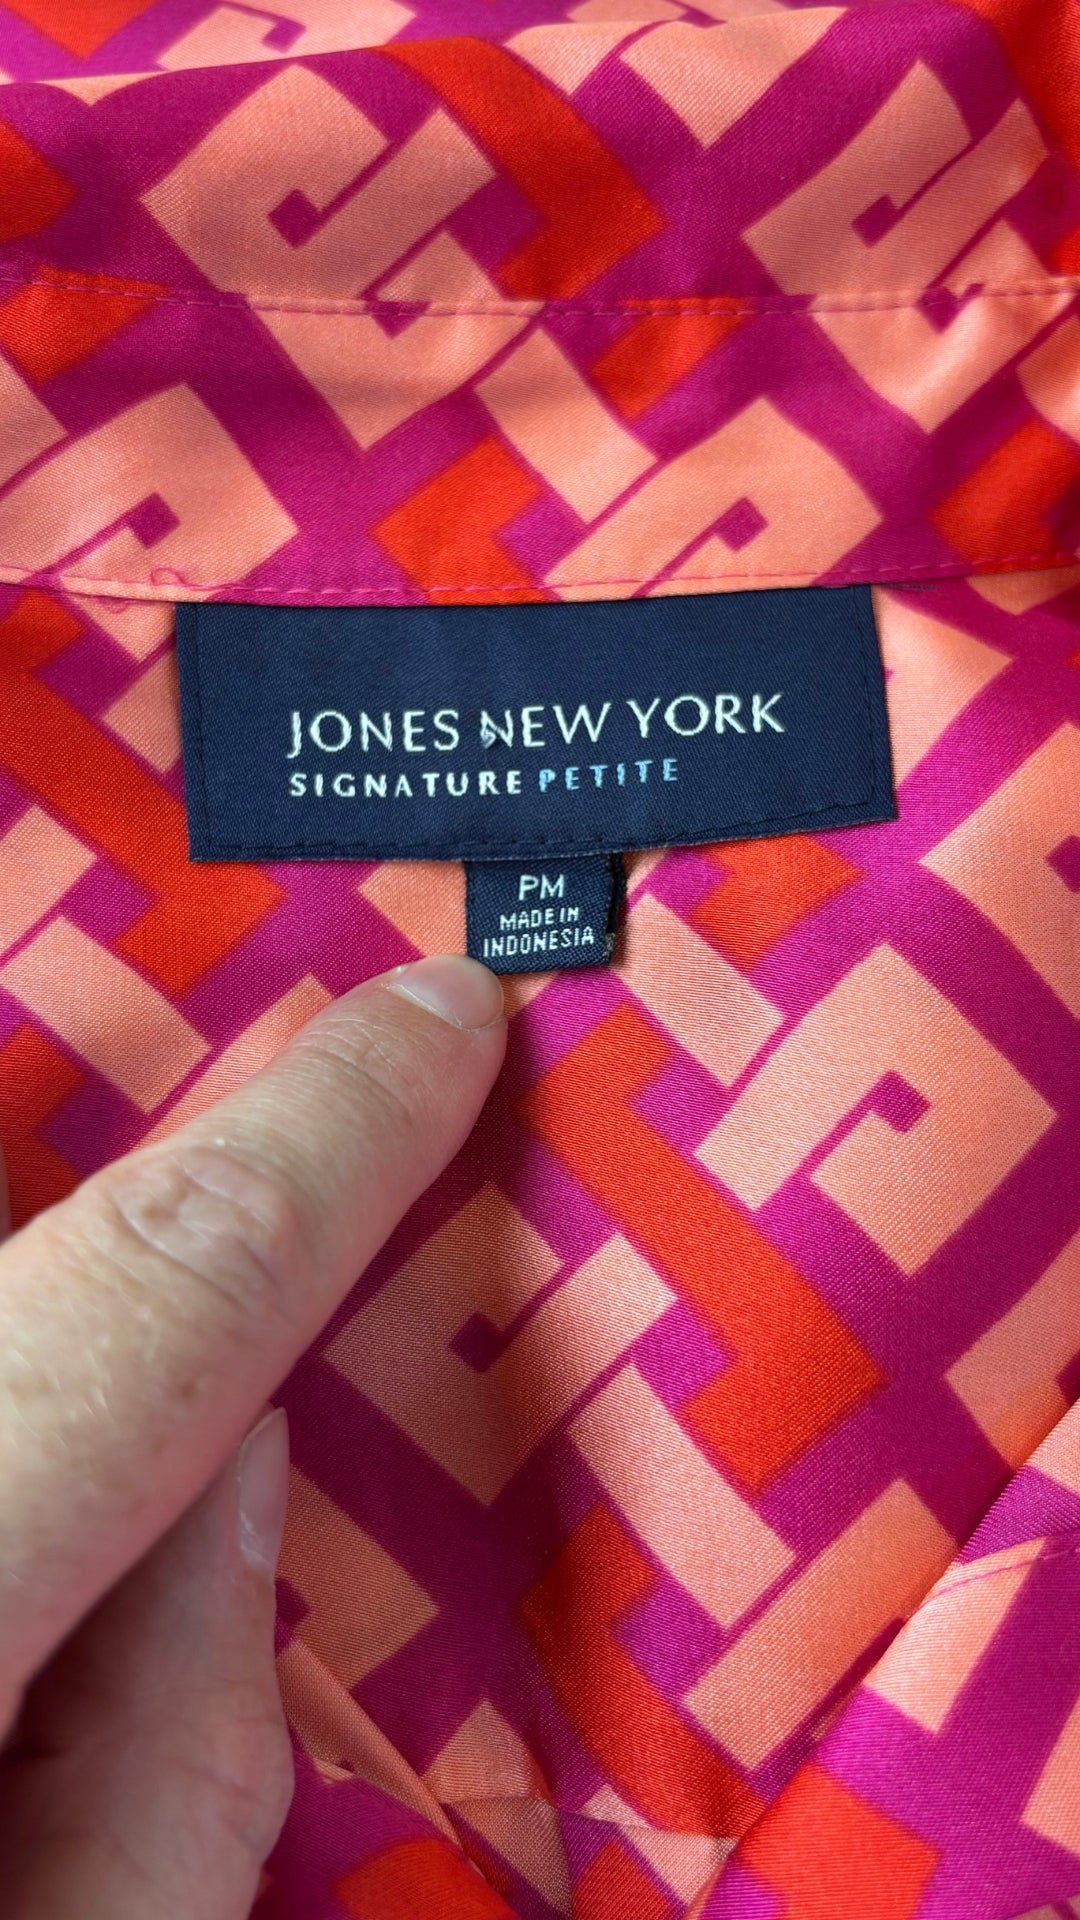 JONES NEW YORK
SIGNATURE PETITE
PM
MADE IN
INDONESIA